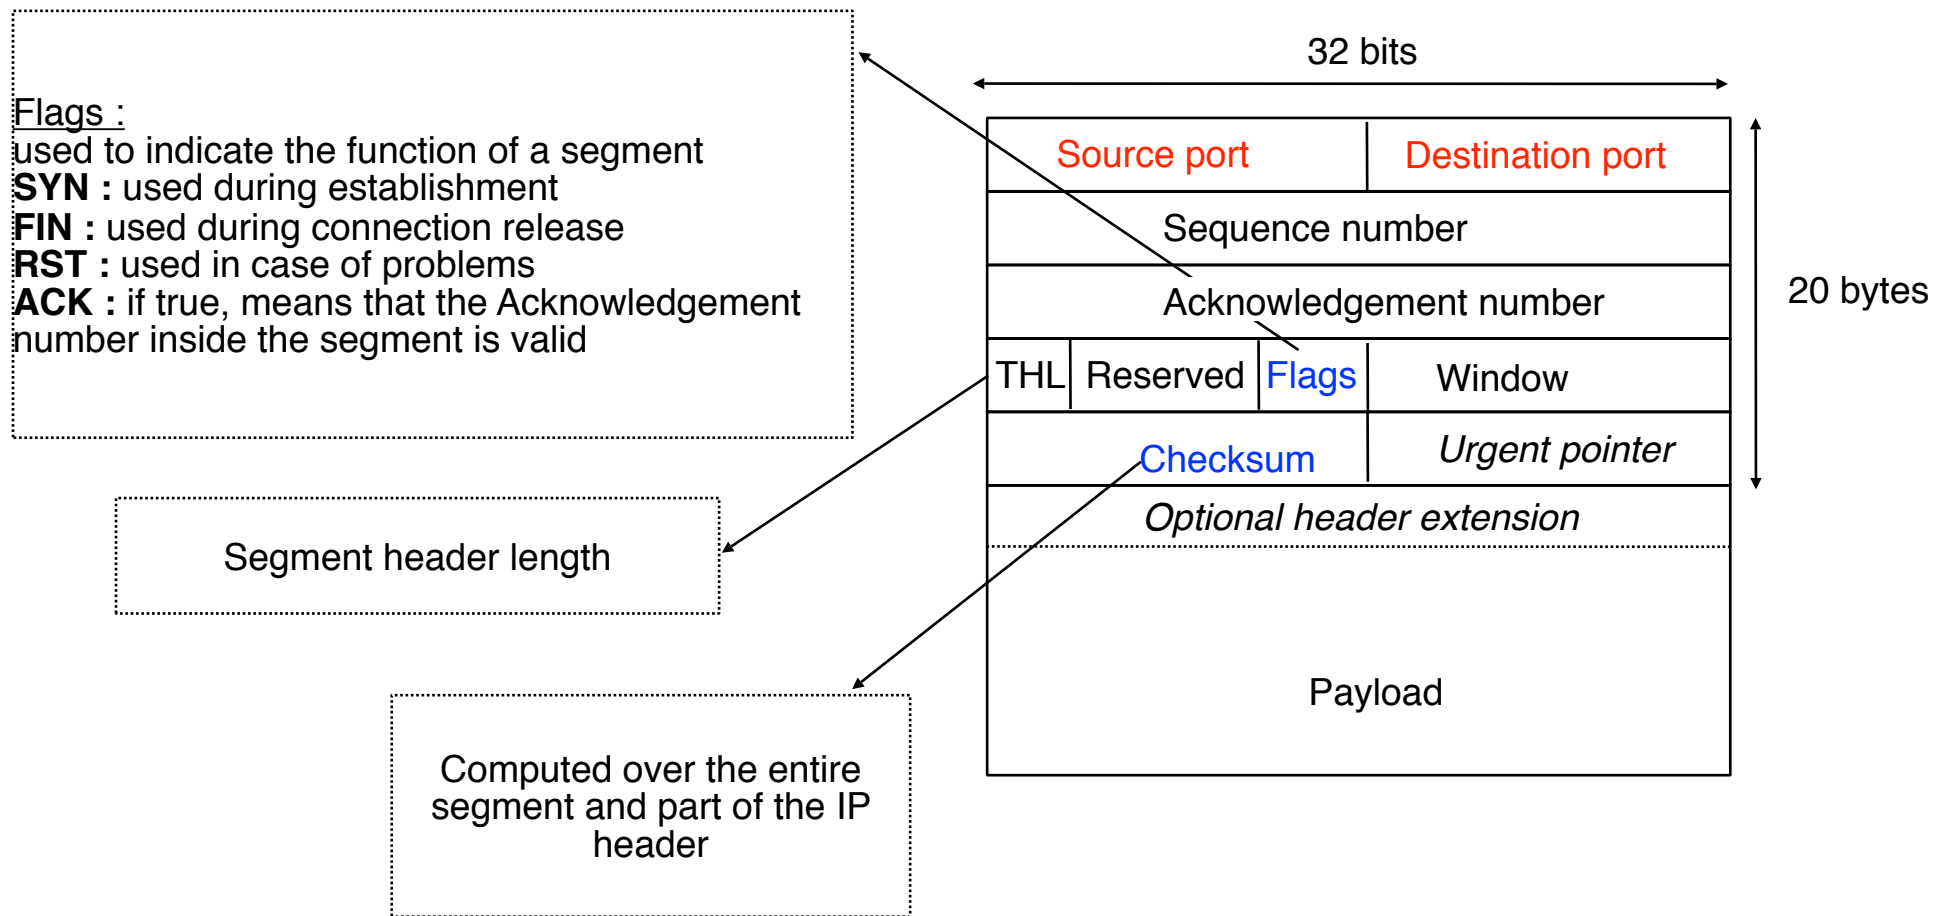 Flags :
used to indicate the function of a segment
SYN : used during establishment
FIN : used during connection release
RST : used in case of problems
ACK : if true, means that the Acknowledgement
number inside the segment is valid
Segment header length
Computed over the entire
segment and part of the IP
header
32 bits
Source port
Destination port
Sequence number
Acknowledgement number
20 bytes
THL
Reserved
Flags
Window
Checksum
Urgent pointer
Optional header extension
Payload